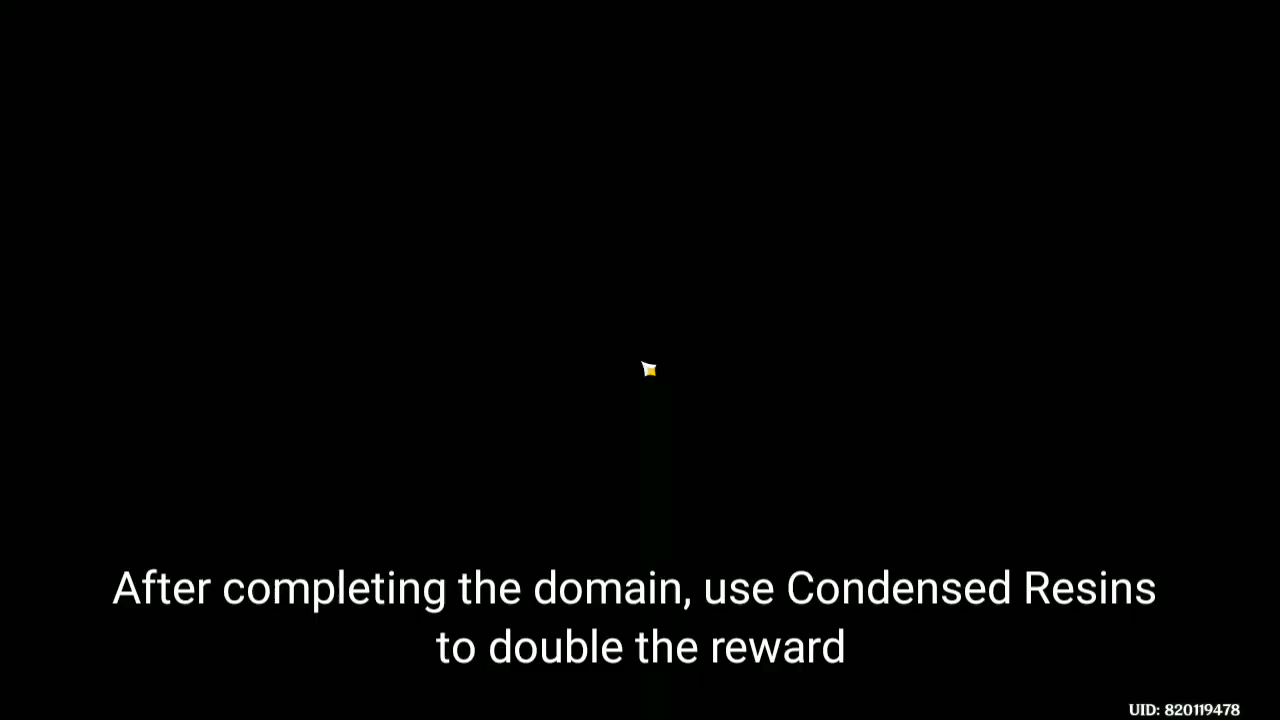 After completing the domain, use Condensed Resins
to double the reward
UID: 820119478